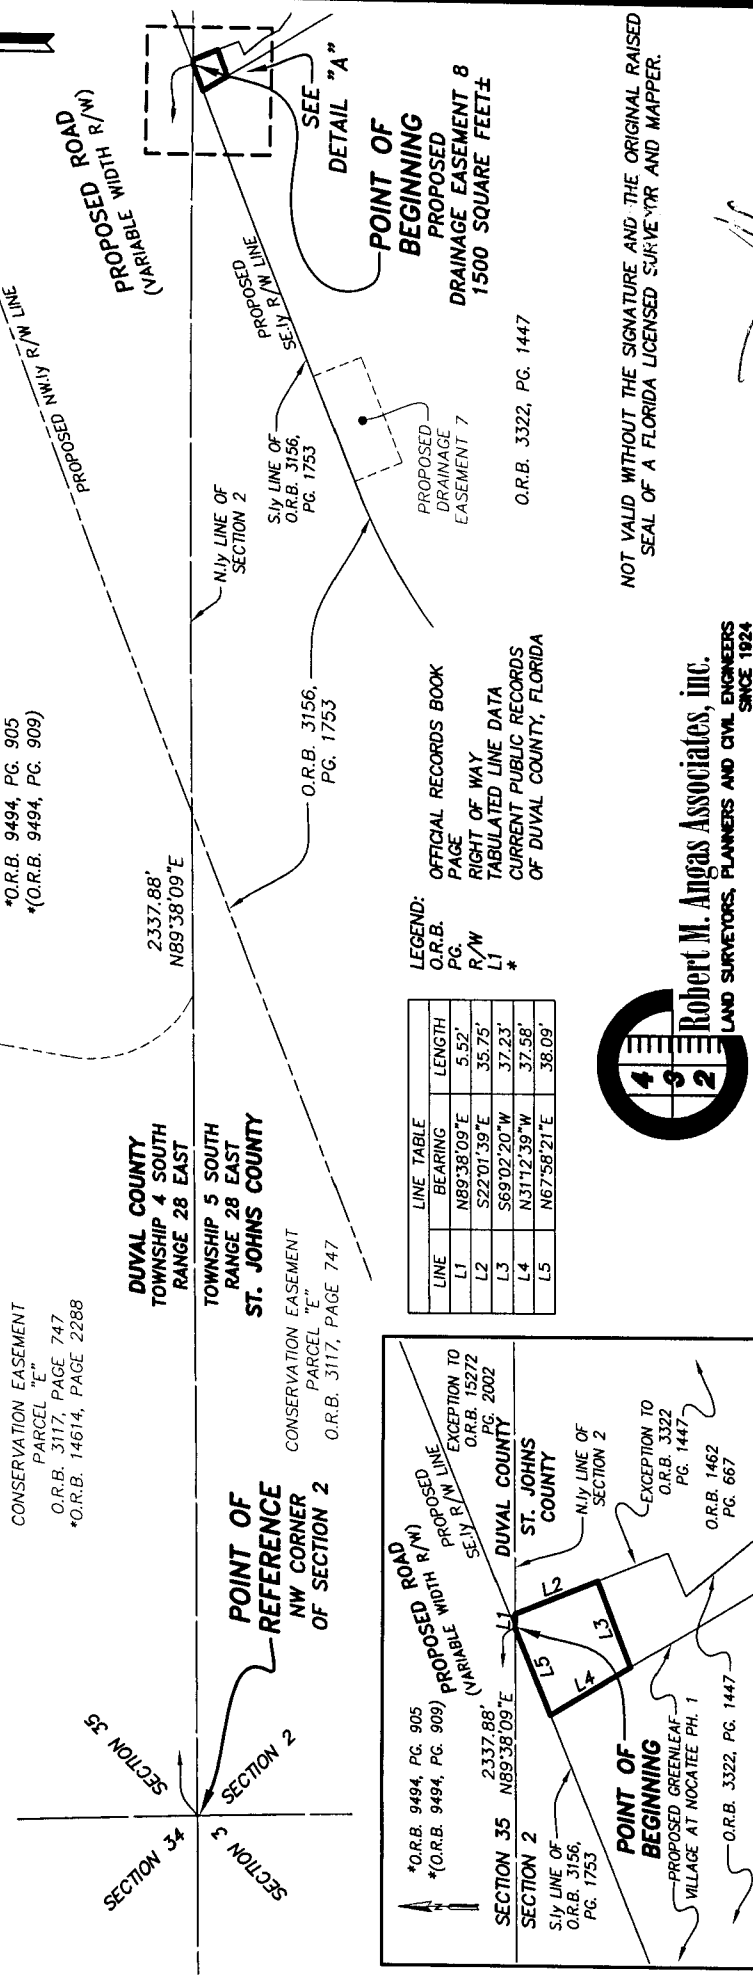 CONSERVATION EASEMENT
PARCEL "E"
O.R.B. 3117, PAGE 747
*O.R.B. 14614, PAGE 2288
*O.R.B. 9494, PG. 905
*(O.R.B. 9494, PG. 909)
PROPOSED NW.ly R/W LINE
PROPOSED ROAD
(VARIABLE WIDTH R/W)
SECTION 34
SECTION 35
SECTION 3
SECTION 2
POINT OF
REFERENCE
NW CORNER
OF SECTION 2
DUVAL COUNTY
TOWNSHIP 4 SOUTH
RANGE 28 EAST
TOWNSHIP 5 SOUTH
RANGE 28 EAST
ST. JOHNS COUNTY
CONSERVATION EASEMENT
PARCEL "E"
O.R.B. 3117, PAGE 747
2337.88'
N89°38'09"E
O.R.B. 3156,
PG. 1753
N.ly LINE OF
SECTION 2
S.ly LINE OF
O.R.B. 3156,
PG. 1753
PROPOSED
SE.ly R/W LINE
SEE
DETAIL "A"
POINT OF
BEGINNING
PROPOSED
DRAINAGE EASEMENT 8
1500 SQUARE FEET±
PROPOSED
DRAINAGE
EASEMENT 7
O.R.B. 3322, PG. 1447
LEGEND:
O.R.B. OFFICIAL RECORDS BOOK
PG. PAGE
R/W RIGHT OF WAY
L1 TABULATED LINE DATA
* CURRENT PUBLIC RECORDS
OF DUVAL COUNTY, FLORIDA
LINE TABLE
LINE BEARING LENGTH
L1 N89°38'09"E 5.52'
L2 S22°01'39"E 35.75'
L3 S69°02'20"W 37.23'
L4 N31°12'39"W 37.58'
L5 N67°58'21"E 38.09'
*O.R.B. 9494, PG. 905
*(O.R.B. 9494, PG. 909)
PROPOSED ROAD
(VARIABLE WIDTH R/W)
PROPOSED
SE.ly R/W LINE
EXCEPTION TO
O.R.B. 15272
PG. 2002
2337.88'
N89°38'09"E
SECTION 35
SECTION 2
DUVAL COUNTY
ST. JOHNS
COUNTY
S.ly LINE OF
O.R.B. 3156,
PG. 1753
N.ly LINE OF
SECTION 2
L1
L2
L3
L4
L5
POINT OF
BEGINNING
EXCEPTION TO
O.R.B. 3322
PG. 1447
O.R.B. 1462
PG. 667
PROPOSED GREENLEAF
VILLAGE AT NOCATEE PH. 1
O.R.B. 3322, PG. 1447
NOT VALID WITHOUT THE SIGNATURE AND THE ORIGINAL RAISED
SEAL OF A FLORIDA LICENSED SURVEYOR AND MAPPER.
4
3
2
Robert M. Angas Associates, inc.
LAND SURVEYORS, PLANNERS AND CIVIL ENGINEERS
SINCE 1924